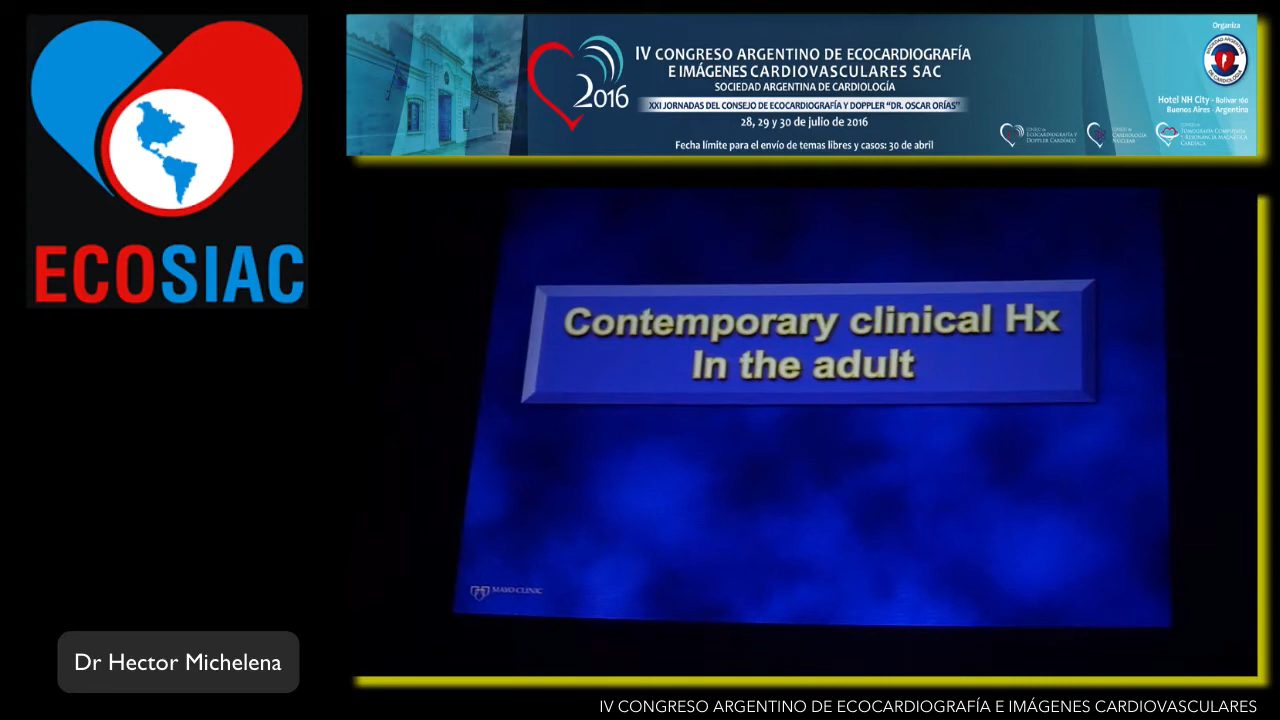 ECOSIAC
IV CONGRESO ARGENTINO DE ECOCARDIOGRAFÍA
E IMÁGENES CARDIOVASCULARES SAC
SOCIEDAD ARGENTINA DE CARDIOLOGÍA
XXI JORNADAS DEL CONSEJO DE ECOCARDIOGRAFÍA Y DOPPLER “DR. OSCAR ORÍAS”
28, 29 y 30 de julio de 2016
Fecha límite para el envío de temas libres y casos: 30 de abril
2016
Organiza
Hotel NH City - Bolívar 160
Buenos Aires - Argentina
Contemporary clinical Hx
In the adult
MAYO CLINIC
Dr Hector Michelena
IV CONGRESO ARGENTINO DE ECOCARDIOGRAFÍA E IMÁGENES CARDIOVASCULARES